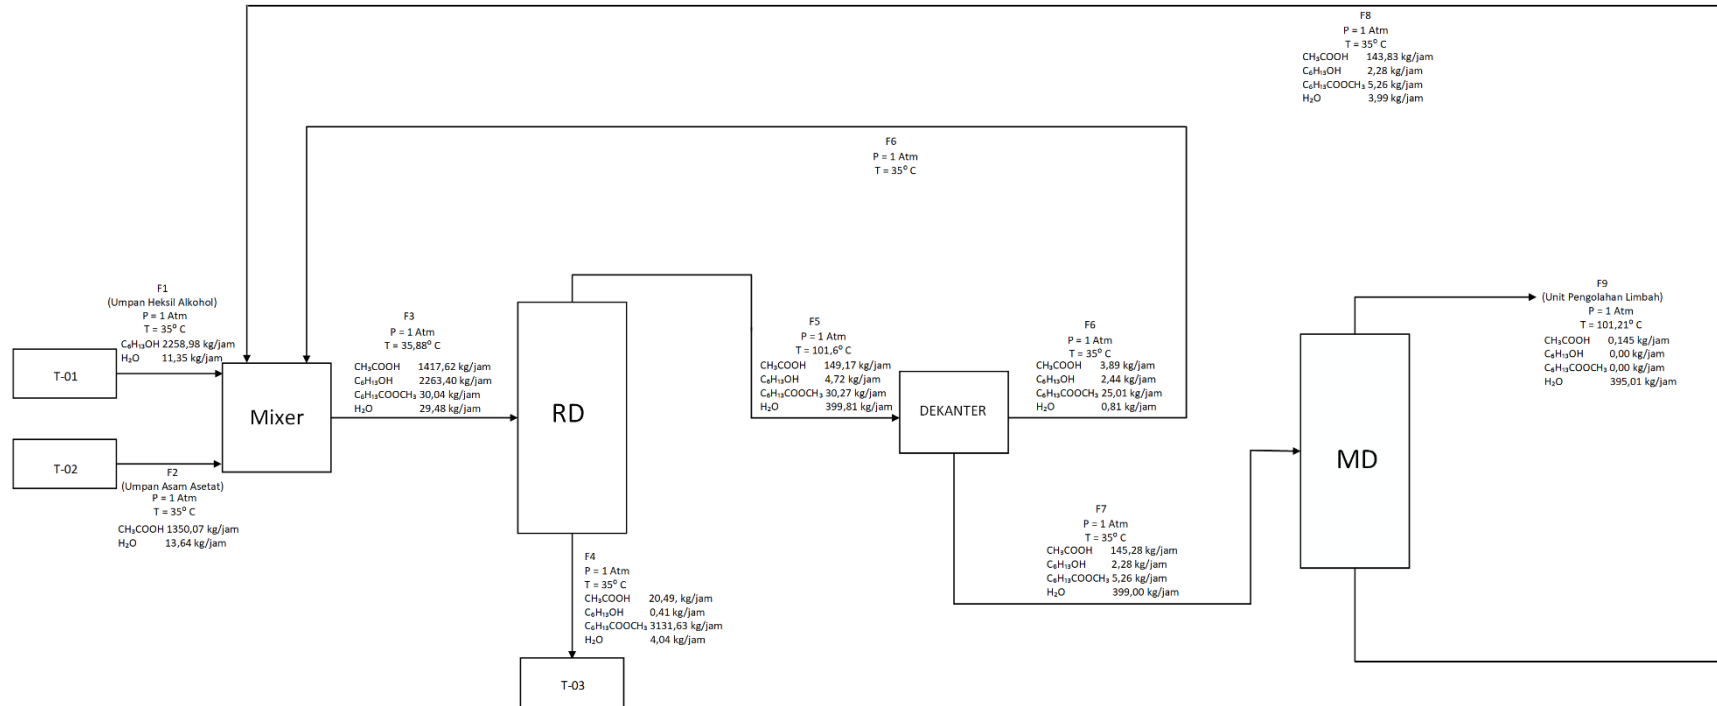 F8
P = 1 Atm
T = 35⁰ C
CH₃COOH 143,83 kg/jam
C₆H₁₃OH 2,28 kg/jam
C₆H₁₃COOCH₃ 5,26 kg/jam
H₂O 3,99 kg/jam
F6
P = 1 Atm
T = 35⁰ C
F1
(Umpan Heksil Alkohol)
P = 1 Atm
T = 35⁰ C
C₆H₁₃OH 2258,98 kg/jam
H₂O 11,35 kg/jam
T-01
T-02
F2
(Umpan Asam Asetat)
P = 1 Atm
T = 35⁰ C
CH₃COOH 1350,07 kg/jam
H₂O 13,64 kg/jam
Mixer
F3
P = 1 Atm
T = 35,88⁰ C
CH₃COOH 1417,62 kg/jam
C₆H₁₃OH 2263,40 kg/jam
C₆H₁₃COOCH₃ 30,04 kg/jam
H₂O 29,48 kg/jam
RD
F4
P = 1 Atm
T = 35⁰ C
CH₃COOH 20,49, kg/jam
C₆H₁₃OH 0,41 kg/jam
C₆H₁₃COOCH₃ 3131,63 kg/jam
H₂O 4,04 kg/jam
T-03
F5
P = 1 Atm
T = 101,6⁰ C
CH₃COOH 149,17 kg/jam
C₆H₁₃OH 4,72 kg/jam
C₆H₁₃COOCH₃ 30,27 kg/jam
H₂O 399,81 kg/jam
DEKANTER
F6
P = 1 Atm
T = 35⁰ C
CH₃COOH 3,89 kg/jam
C₆H₁₃OH 2,44 kg/jam
C₆H₁₃COOCH₃ 25,01 kg/jam
H₂O 0,81 kg/jam
F7
P = 1 Atm
T = 35⁰ C
CH₃COOH 145,28 kg/jam
C₆H₁₃OH 2,28 kg/jam
C₆H₁₃COOCH₃ 5,26 kg/jam
H₂O 399,00 kg/jam
MD
F9
(Unit Pengolahan Limbah)
P = 1 Atm
T = 101,21⁰ C
CH₃COOH 0,145 kg/jam
C₆H₁₃OH 0,00 kg/jam
C₆H₁₃COOCH₃ 0,00 kg/jam
H₂O 395,01 kg/jam